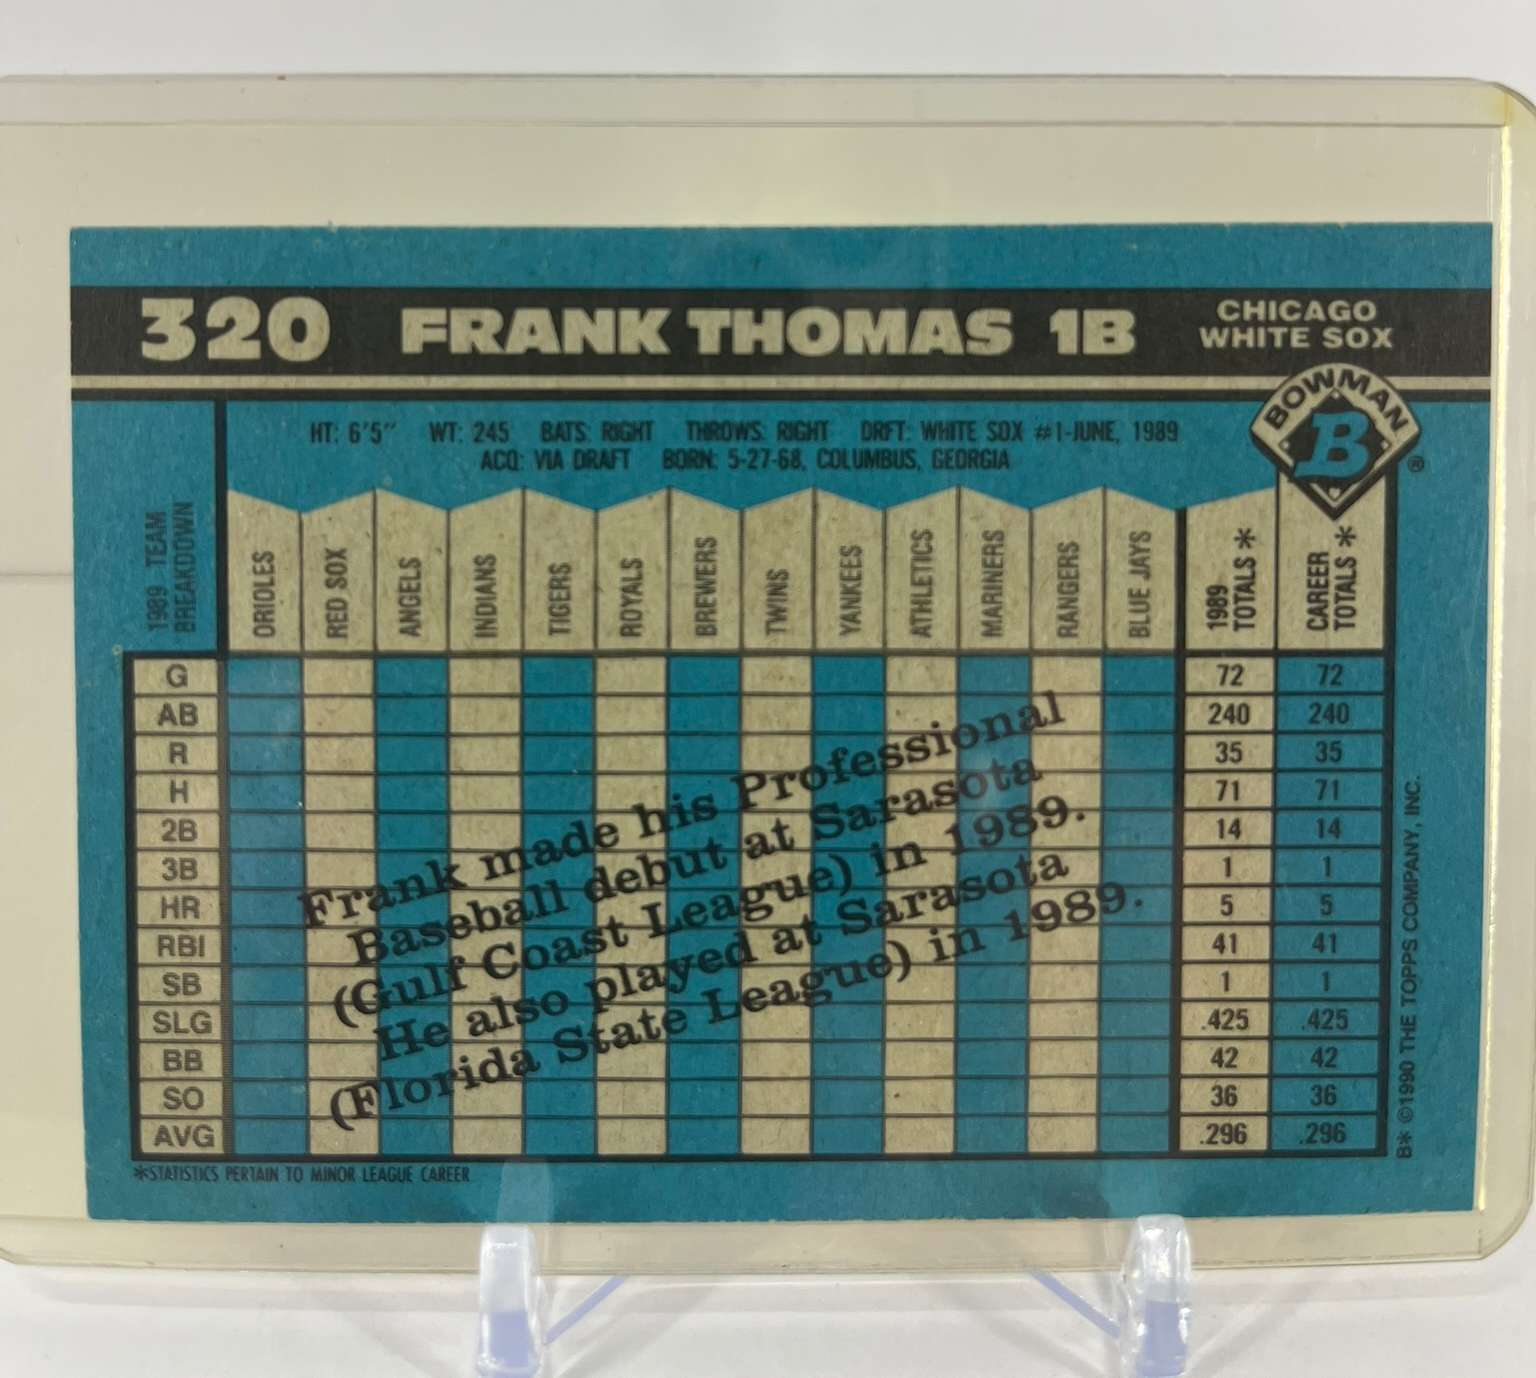 320 FRANK THOMAS 1B CHICAGO WHITE SOX
BOWMAN
B
®
HT: 6'5" WT: 245 BATS: RIGHT THROWS: RIGHT DRFT: WHITE SOX #1-JUNE, 1989
ACQ: VIA DRAFT BORN: 5-27-68, COLUMBUS, GEORGIA
1989 TEAM BREAKDOWN ORIOLES RED SOX ANGELS INDIANS TIGERS ROYALS BREWERS TWINS YANKEES ATHLETICS MARINERS RANGERS BLUE JAYS 1989 TOTALS * CAREER TOTALS *
G 72 72
AB 240 240
R 35 35
H 71 71
2B 14 14
3B 1 1
HR 5 5
RBI 41 41
SB 1 1
SLG .425 .425
BB 42 42
SO 36 36
AVG .296 .296
Frank made his Professional
Baseball debut at Sarasota
(Gulf Coast League) in 1989.
He also played at Sarasota
(Florida State League) in 1989.
*STATISTICS PERTAIN TO MINOR LEAGUE CAREER
B* ©1990 THE TOPPS COMPANY, INC.